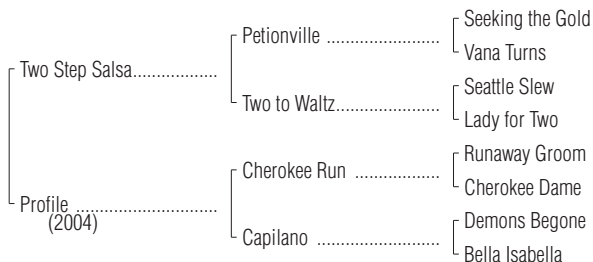 Seeking the Gold
Petionville ........................
Vana Turns
Two Step Salsa..................
Seattle Slew
Two to Waltz......................
Lady for Two
Runaway Groom
Cherokee Run ..................
Cherokee Dame
Profile ..............................
(2004)
Demons Begone
Capilano ..........................
Bella Isabella